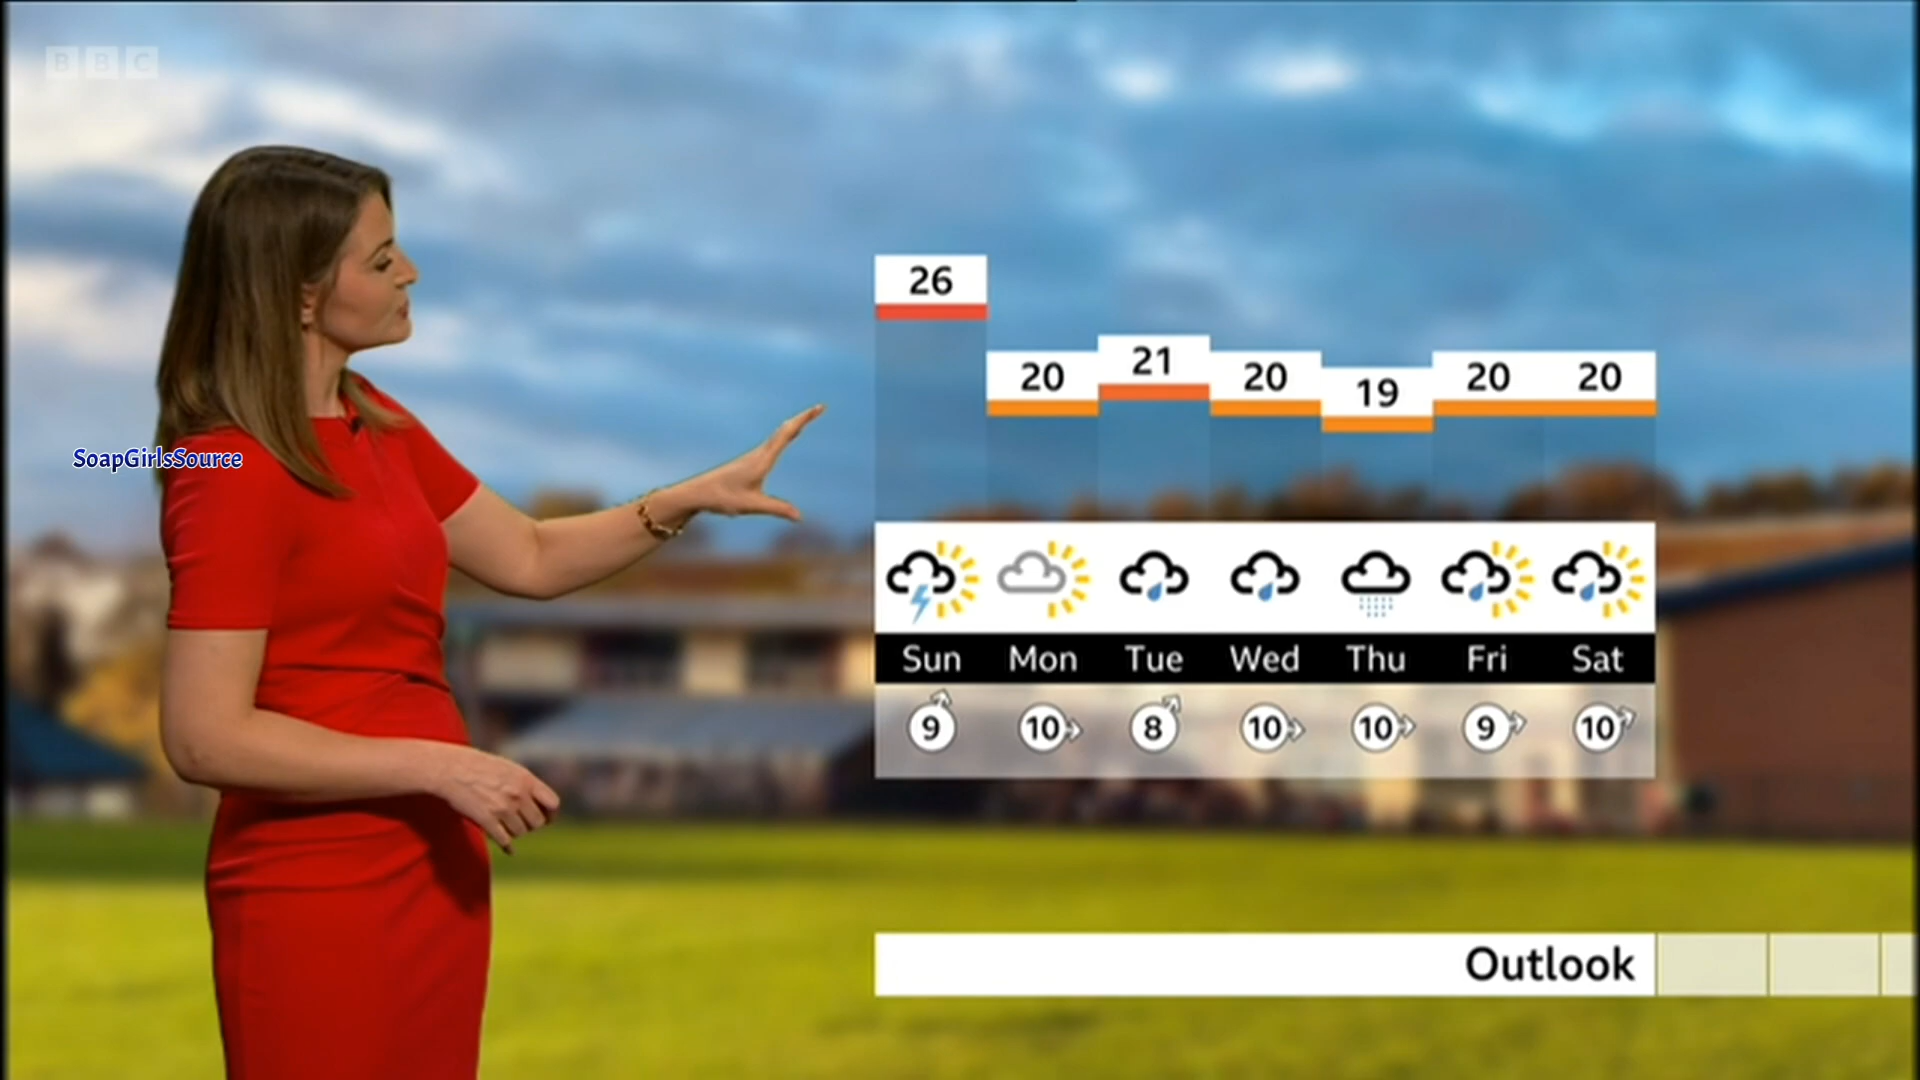 BBC
26
20 21 20 19 20 20
SoapGirlsSource
Sun Mon Tue Wed Thu Fri Sat
9 10 8 10 10 9 10
Outlook